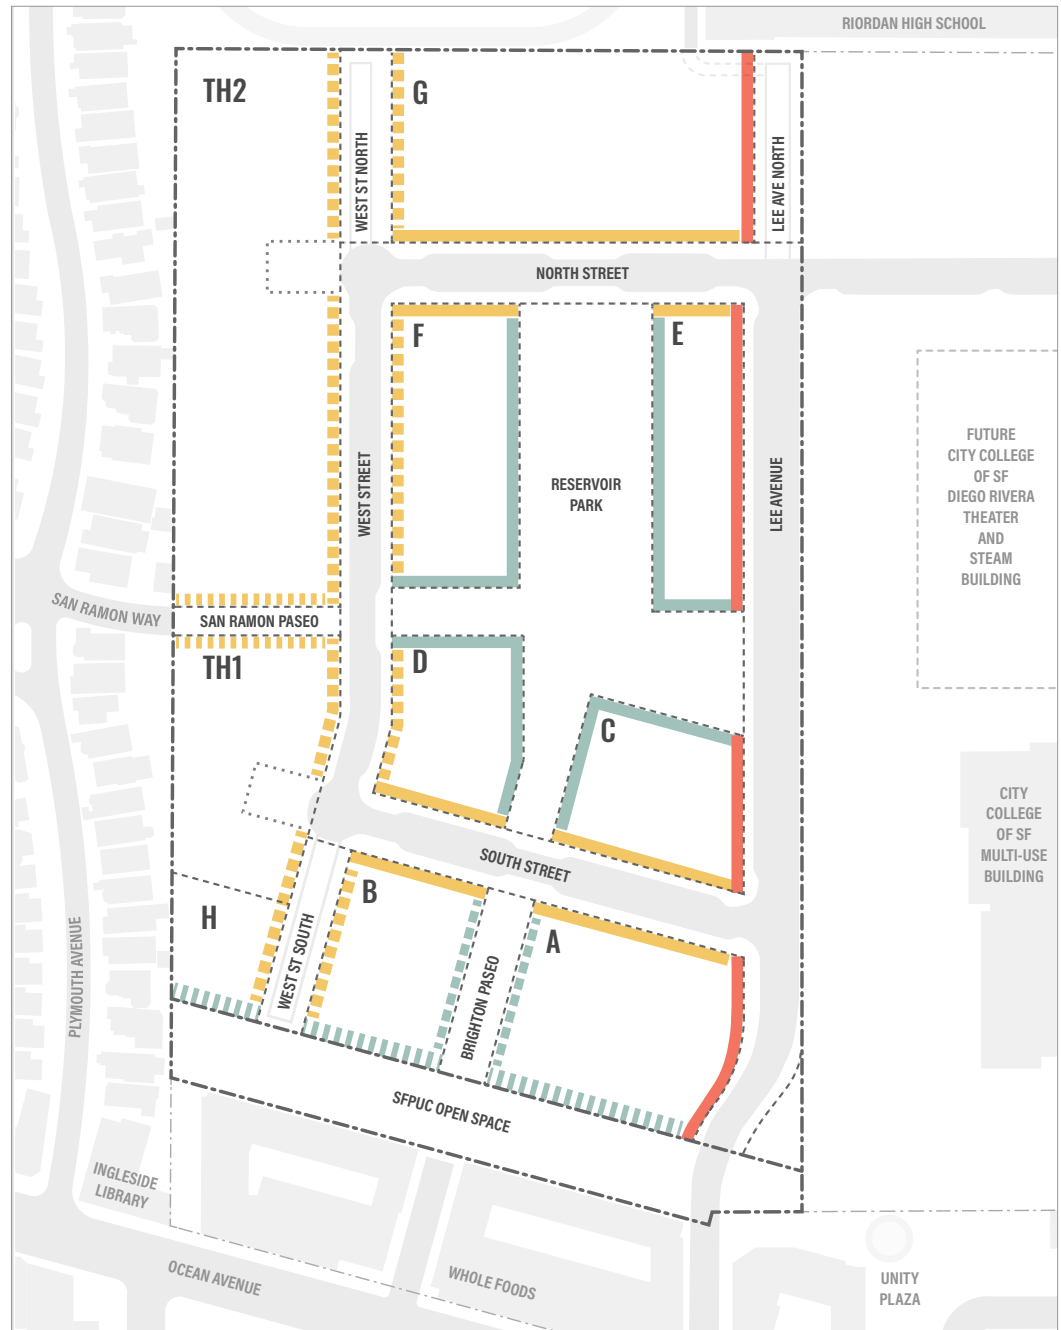 RIORDAN HIGH SCHOOL
TH2
G
WEST ST NORTH
LEE AVE NORTH
NORTH STREET
F
E
WEST STREET
RESERVOIR
PARK
LEE AVENUE
FUTURE
CITY COLLEGE
OF SF
DIEGO RIVERA
THEATER
AND
STEAM
BUILDING
SAN RAMON WAY
SAN RAMON PASEO
TH1
D
C
CITY
COLLEGE
OF SF
MULTI-USE
BUILDING
SOUTH STREET
B
H
A
WEST ST SOUTH
BRIGHTON PASEO
PLYMOUTH AVENUE
SFPUC OPEN SPACE
INGLESIDE
LIBRARY
OCEAN AVENUE
WHOLE FOODS
UNITY
PLAZA